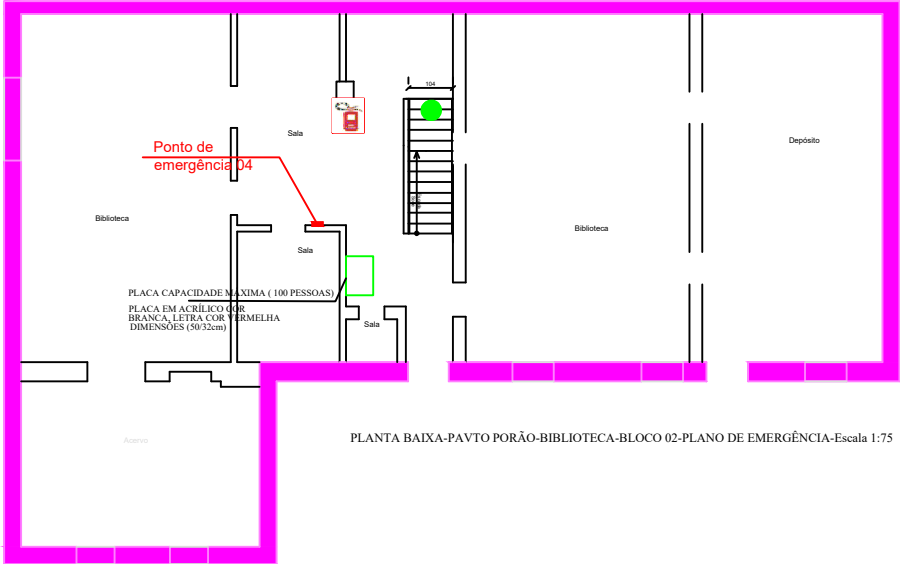 104
Sala
Depósito
Ponto de
emergência 04
Biblioteca
Biblioteca
Sala
PLACA CAPACIDADE MÁXIMA ( 100 PESSOAS)
PLACA EM ACRÍLICO COR
BRANCA, LETRA COR VERMELHA
DIMENSÕES (50/32cm)
Sala
Acervo
PLANTA BAIXA-PAVTO PORÃO-BIBLIOTECA-BLOCO 02-PLANO DE EMERGÊNCIA-Escala 1:75